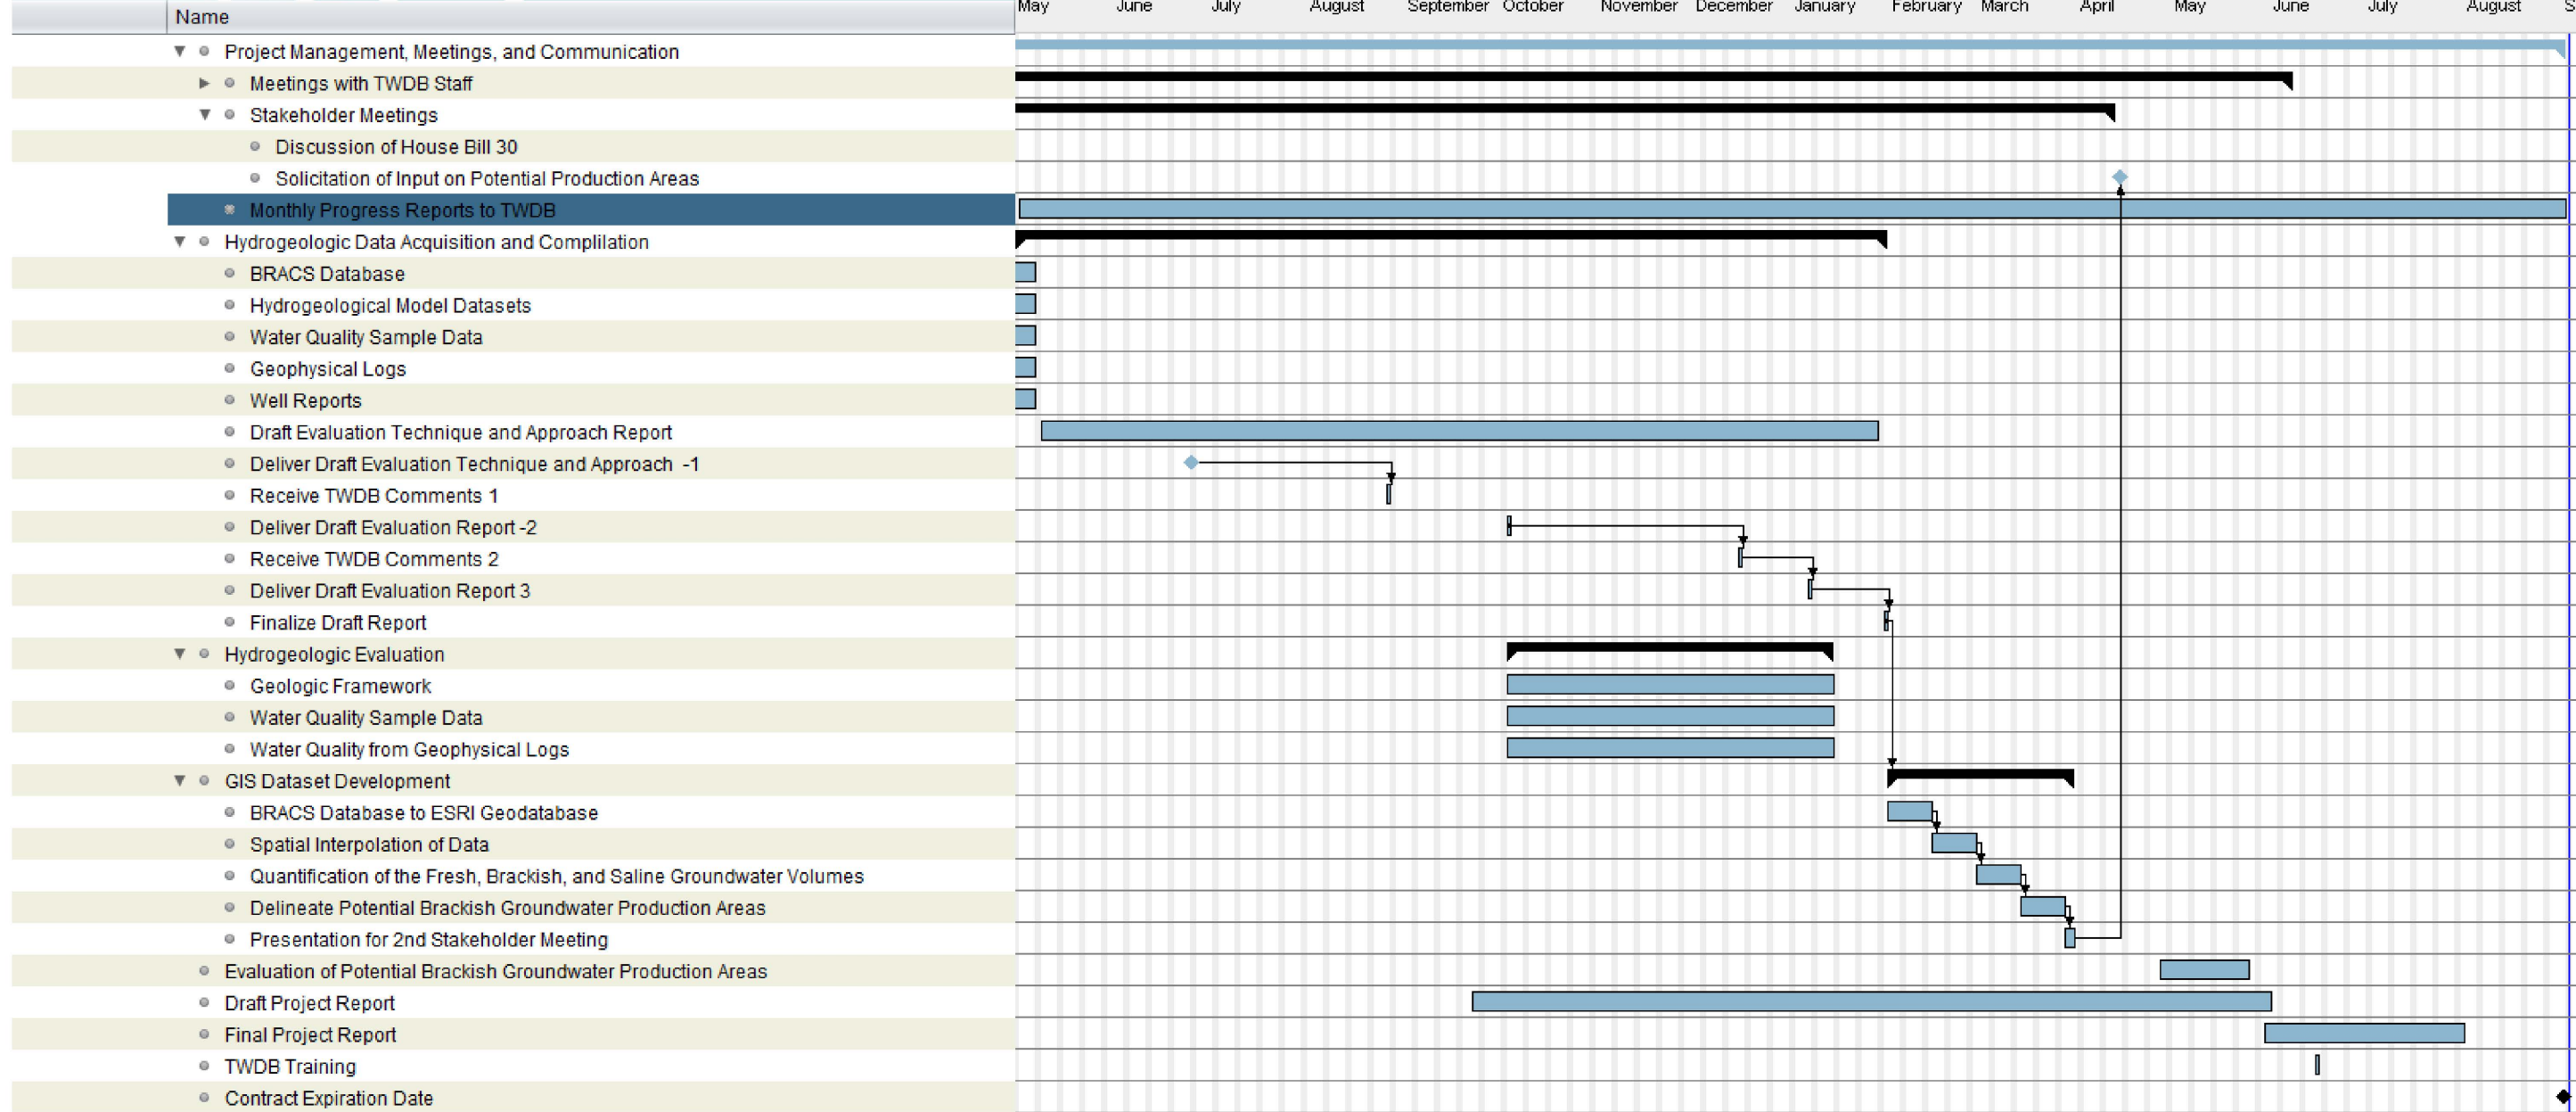 Name May June July August September October November December January February March April May June July August S
Project Management, Meetings, and Communication
Meetings with TWDB Staff
Stakeholder Meetings
Discussion of House Bill 30
Solicitation of Input on Potential Production Areas
Monthly Progress Reports to TWDB
Hydrogeologic Data Acquisition and Complilation
BRACS Database
Hydrogeological Model Datasets
Water Quality Sample Data
Geophysical Logs
Well Reports
Draft Evaluation Technique and Approach Report
Deliver Draft Evaluation Technique and Approach -1
Receive TWDB Comments 1
Deliver Draft Evaluation Report -2
Receive TWDB Comments 2
Deliver Draft Evaluation Report 3
Finalize Draft Report
Hydrogeologic Evaluation
Geologic Framework
Water Quality Sample Data
Water Quality from Geophysical Logs
GIS Dataset Development
BRACS Database to ESRI Geodatabase
Spatial Interpolation of Data
Quantification of the Fresh, Brackish, and Saline Groundwater Volumes
Delineate Potential Brackish Groundwater Production Areas
Presentation for 2nd Stakeholder Meeting
Evaluation of Potential Brackish Groundwater Production Areas
Draft Project Report
Final Project Report
TWDB Training
Contract Expiration Date